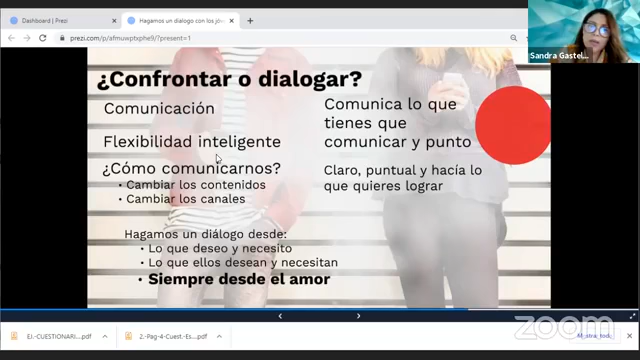 Dashboard | Prezi
Hagamos un dialogo con los jóv
prezi.com/p/afmuwptxphe9/?present=1
Sandra Gastel...
¿Confrontar o dialogar?
Comunicación
Flexibilidad inteligente
¿Cómo comunicarnos?
• Cambiar los contenidos
• Cambiar los canales
Hagamos un diálogo desde:
• Lo que deseo y necesito
• Lo que ellos desean y necesitan
• Siempre desde el amor
Comunica lo que
tienes que
comunicar y punto
Claro, puntual y hacía lo
que quieres lograr
EJ.-CUESTIONARI....pdf
2.-Pag-4-Cuest.-Es....pdf
zoom